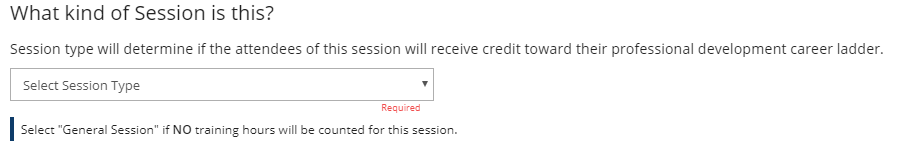 What kind of Session is this?
Session type will determine if the attendees of this session will receive credit toward their professional development career ladder.
Select Session Type
Required
Select "General Session" if NO training hours will be counted for this session.